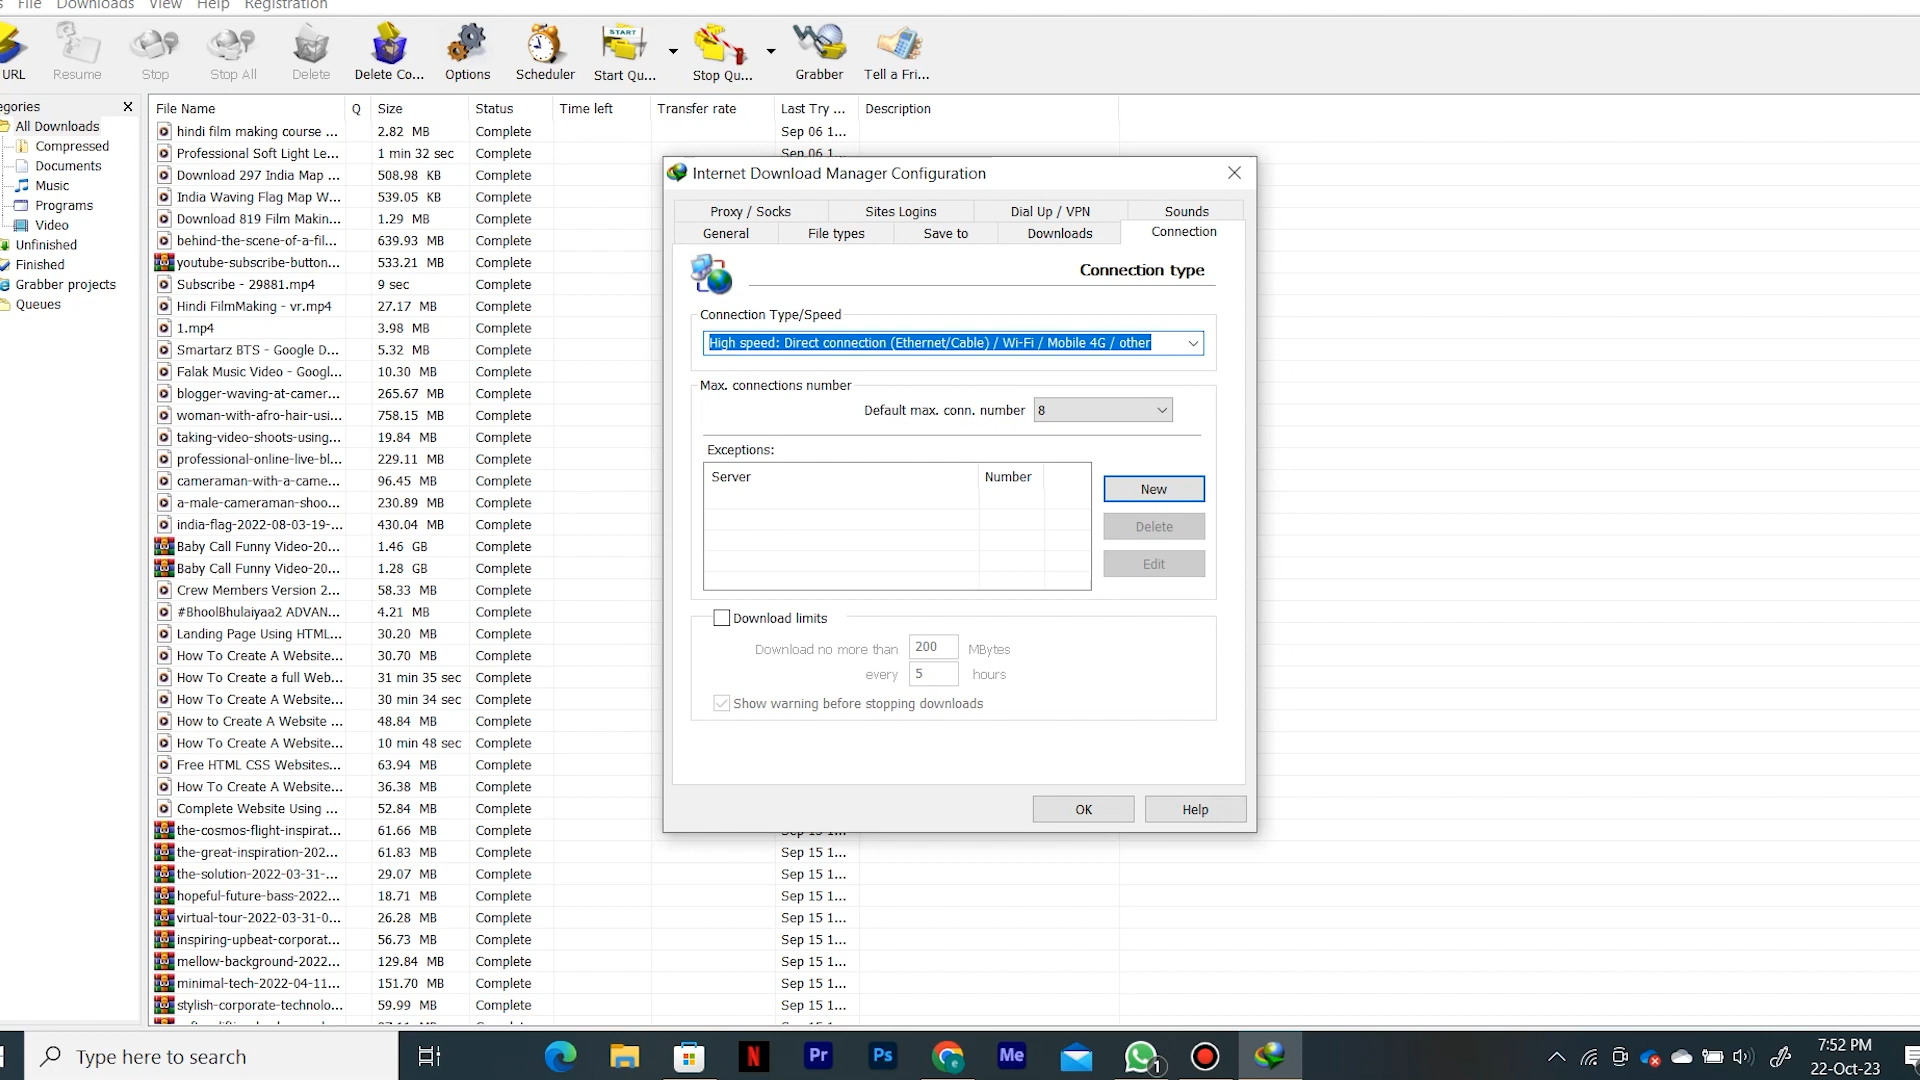 File Downloads View Help Registration
URL Resume Stop Stop All Delete Delete Co... Options Scheduler START Start Qu... Stop Qu... Grabber Tell a Fri...
egories
All Downloads
Compressed
Documents
Music
Programs
Video
Unfinished
Finished
Grabber projects
Queues
File Name Q Size Status Time left Transfer rate Last Try ... Description
hindi film making course ... 2.82 MB Complete Sep 06 1...
Professional Soft Light Le... 1 min 32 sec Complete Sep 06 1...
Download 297 India Map ... 508.98 KB Complete
India Waving Flag Map W... 539.05 KB Complete
Download 819 Film Makin... 1.29 MB Complete
behind-the-scene-of-a-fil... 639.93 MB Complete
youtube-subscribe-button... 533.21 MB Complete
Subscribe - 29881.mp4 9 sec Complete
Hindi FilmMaking - vr.mp4 27.17 MB Complete
1.mp4 3.98 MB Complete
Smartarz BTS - Google D... 5.32 MB Complete
Falak Music Video - Googl... 10.30 MB Complete
blogger-waving-at-camer... 265.67 MB Complete
woman-with-afro-hair-usi... 758.15 MB Complete
taking-video-shoots-using... 19.84 MB Complete
professional-online-live-bl... 229.11 MB Complete
cameraman-with-a-came... 96.45 MB Complete
a-male-cameraman-shoo... 230.89 MB Complete
india-flag-2022-08-03-19-... 430.04 MB Complete
Baby Call Funny Video-20... 1.46 GB Complete
Baby Call Funny Video-20... 1.28 GB Complete
Crew Members Version 2... 58.33 MB Complete
#BhoolBhulaiyaa2 ADVAN... 4.21 MB Complete
Landing Page Using HTML... 30.20 MB Complete
How To Create A Website... 30.70 MB Complete
How To Create a full Web... 31 min 35 sec Complete
How To Create A Website... 30 min 34 sec Complete
How to Create A Website ... 48.84 MB Complete
How To Create A Website... 10 min 48 sec Complete
Free HTML CSS Websites... 63.94 MB Complete
How To Create A Website... 36.38 MB Complete
Complete Website Using ... 52.84 MB Complete
the-cosmos-flight-inspirat... 61.66 MB Complete Sep 15 1...
the-great-inspiration-202... 61.83 MB Complete Sep 15 1...
the-solution-2022-03-31-... 29.07 MB Complete Sep 15 1...
hopeful-future-bass-2022... 18.71 MB Complete Sep 15 1...
virtual-tour-2022-03-31-0... 26.28 MB Complete Sep 15 1...
inspiring-upbeat-corporat... 56.73 MB Complete Sep 15 1...
mellow-background-2022... 129.84 MB Complete Sep 15 1...
minimal-tech-2022-04-11... 151.70 MB Complete Sep 15 1...
stylish-corporate-technolo... 59.99 MB Complete Sep 15 1...
Internet Download Manager Configuration
Proxy / Socks Sites Logins Dial Up / VPN Sounds
General File types Save to Downloads Connection
Connection type
Connection Type/Speed
High speed: Direct connection (Ethernet/Cable) / Wi-Fi / Mobile 4G / other
Max. connections number
Default max. conn. number 8
Exceptions:
Server Number
New
Delete
Edit
Download limits
Download no more than 200 MBytes
every 5 hours
Show warning before stopping downloads
OK Help
Type here to search
N Pr Ps Me 1
7:52 PM
22-Oct-23